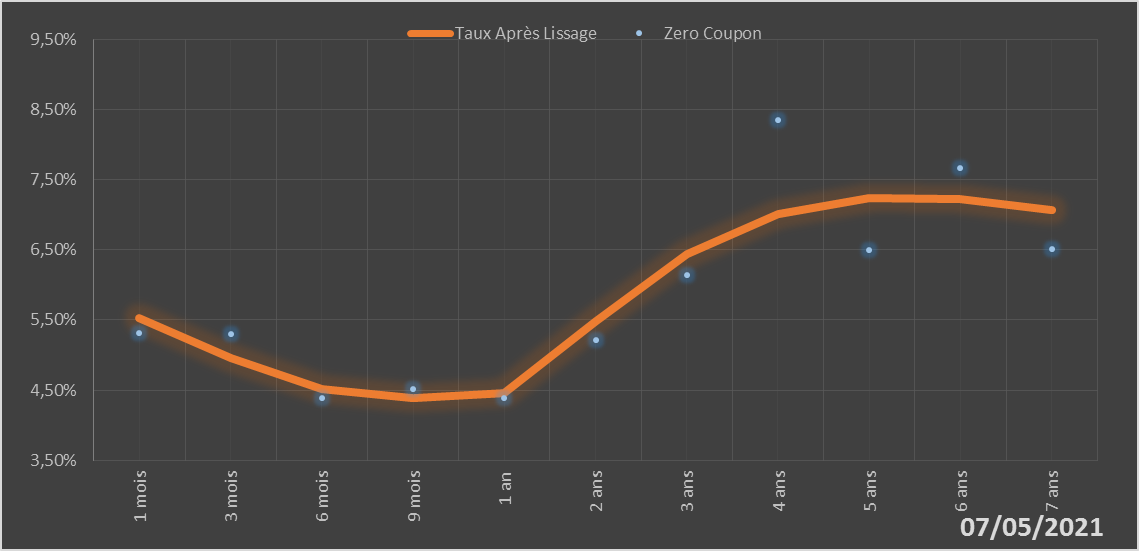 Taux Après Lissage
Zero Coupon
9,50%
8,50%
7,50%
6,50%
5,50%
4,50%
3,50%
1 mois
3 mois
6 mois
9 mois
1 an
2 ans
3 ans
4 ans
5 ans
6 ans
7 ans
07/05/2021